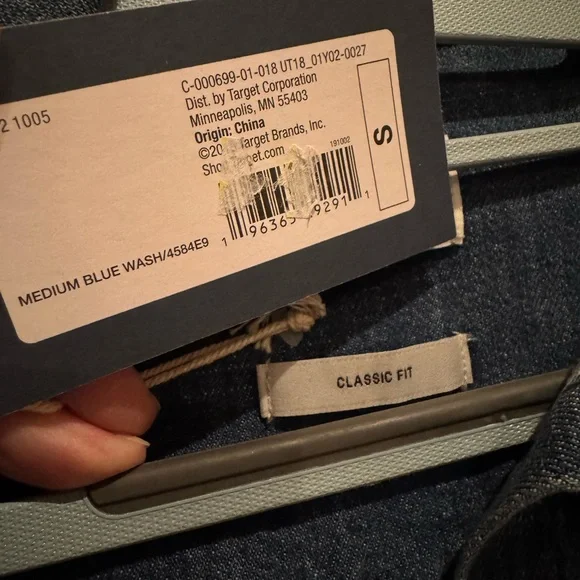 2 1005
C-000699-01-018 UT18_01Y02-0027
Dist. by Target Corporation
Minneapolis, MN 55403
Origin: China
Target Brands, Inc.
191002
S
MEDIUM BLUE WASH/4584E9
CLASSIC FIT